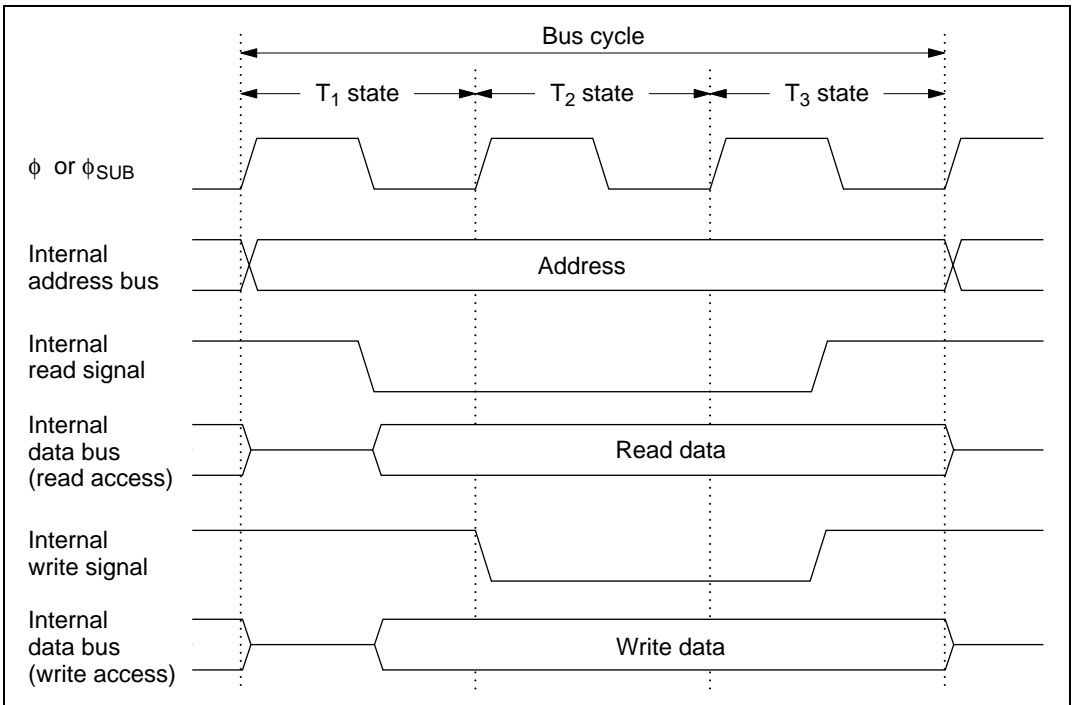 Bus cycle
T₁ state
T₂ state
T₃ state
ϕ or ϕSUB
Internal
address bus
Address
Internal
read signal
Internal
data bus
(read access)
Read data
Internal
write signal
Internal
data bus
(write access)
Write data